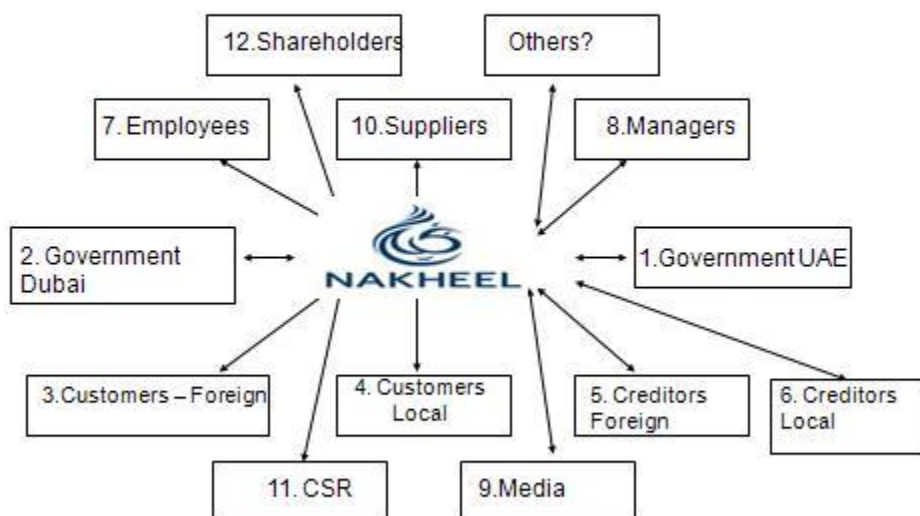 12.Shareholders
Others?
7. Employees
10.Suppliers
8.Managers
2. Government
Dubai
NAKHEEL
1.Government UAE
3.Customers – Foreign
4. Customers
Local
5. Creditors
Foreign
6. Creditors
Local
11. CSR
9.Media